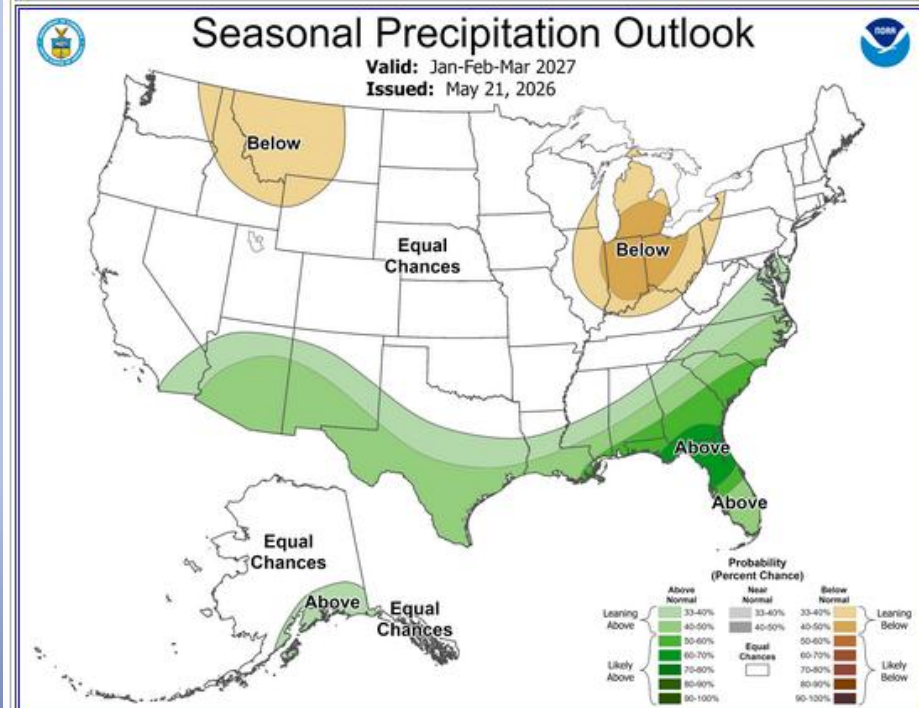 Seasonal Precipitation Outlook
Valid: Jan-Feb-Mar 2027
Issued: May 21, 2026
NOAA
Below
Equal
Chances
Below
Above
Above
Equal
Chances
Above
Equal
Chances
Probability
(Percent Chance)
Above
Normal
Near
Normal
Below
Normal
Leaning
Above
33-40%
40-50%
Likely
Above
50-60%
60-70%
70-80%
80-90%
90-100%
33-40%
40-50%
Equal
Chances
33-40%
40-50%
Leaning
Below
50-60%
60-70%
70-80%
80-90%
90-100%
Likely
Below